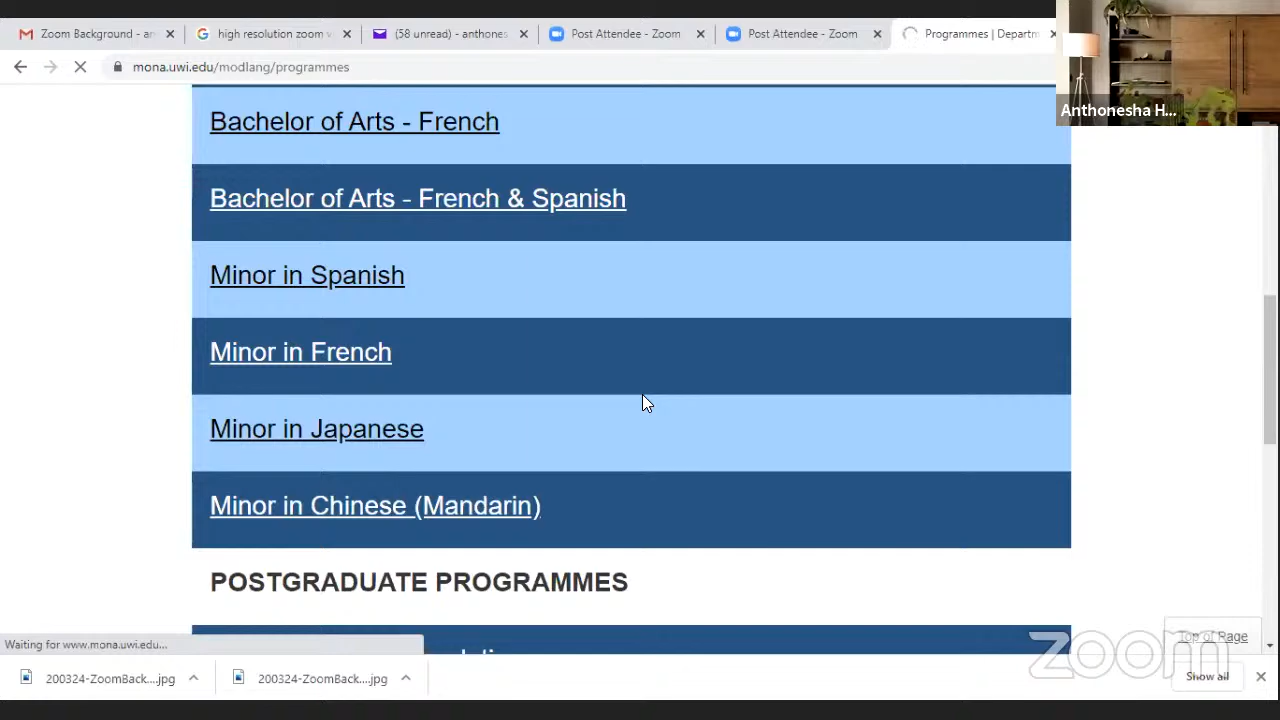 Zoom Background - an
high resolution zoom v
(58 unread) - anthones
Post Attendee - Zoom
Post Attendee - Zoom
Programmes | Departm
mona.uwi.edu/modlang/programmes
Anthonesha H...
Bachelor of Arts - French
Bachelor of Arts - French & Spanish
Minor in Spanish
Minor in French
Minor in Japanese
Minor in Chinese (Mandarin)
POSTGRADUATE PROGRAMMES
Top of Page
Waiting for www.mona.uwi.edu...
zoom
200324-ZoomBack....jpg
200324-ZoomBack....jpg
Show all